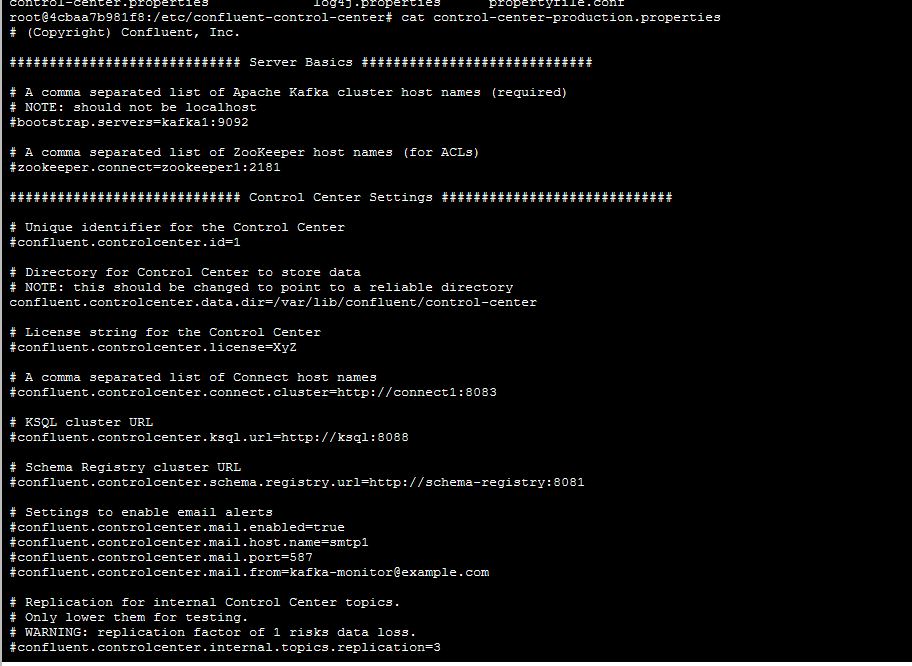 control-center.properties log4j.properties propertyfile.conf
root@4cbaa7b981f8:/etc/confluent-control-center# cat control-center-production.properties
# (Copyright) Confluent, Inc.
############################# Server Basics #############################
# A comma separated list of Apache Kafka cluster host names (required)
# NOTE: should not be localhost
#bootstrap.servers=kafka1:9092
# A comma separated list of ZooKeeper host names (for ACLs)
#zookeeper.connect=zookeeper1:2181
############################# Control Center Settings #############################
# Unique identifier for the Control Center
#confluent.controlcenter.id=1
# Directory for Control Center to store data
# NOTE: this should be changed to point to a reliable directory
confluent.controlcenter.data.dir=/var/lib/confluent/control-center
# License string for the Control Center
#confluent.controlcenter.license=XyZ
# A comma separated list of Connect host names
#confluent.controlcenter.connect.cluster=http://connect1:8083
# KSQL cluster URL
#confluent.controlcenter.ksql.url=http://ksql:8088
# Schema Registry cluster URL
#confluent.controlcenter.schema.registry.url=http://schema-registry:8081
# Settings to enable email alerts
#confluent.controlcenter.mail.enabled=true
#confluent.controlcenter.mail.host.name=smtp1
#confluent.controlcenter.mail.port=587
#confluent.controlcenter.mail.from=kafka-monitor@example.com
# Replication for internal Control Center topics.
# Only lower them for testing.
# WARNING: replication factor of 1 risks data loss.
#confluent.controlcenter.internal.topics.replication=3